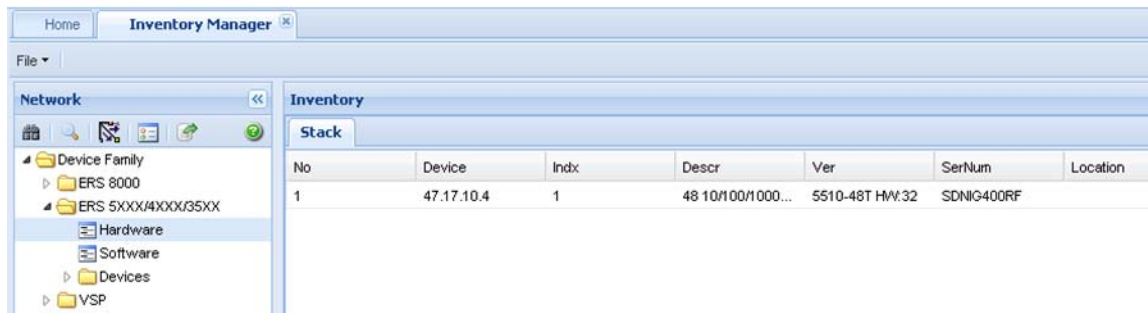 Home Inventory Manager
File
Network
Inventory
Stack
Device Family
ERS 8000
ERS 5XXX/4XXX/35XX
Hardware
Software
Devices
VSP
No Device Indx Descr Ver SerNum Location
1 47.17.10.4 1 48 10/100/1000... 5510-48T HW:32 SDNIG400RF